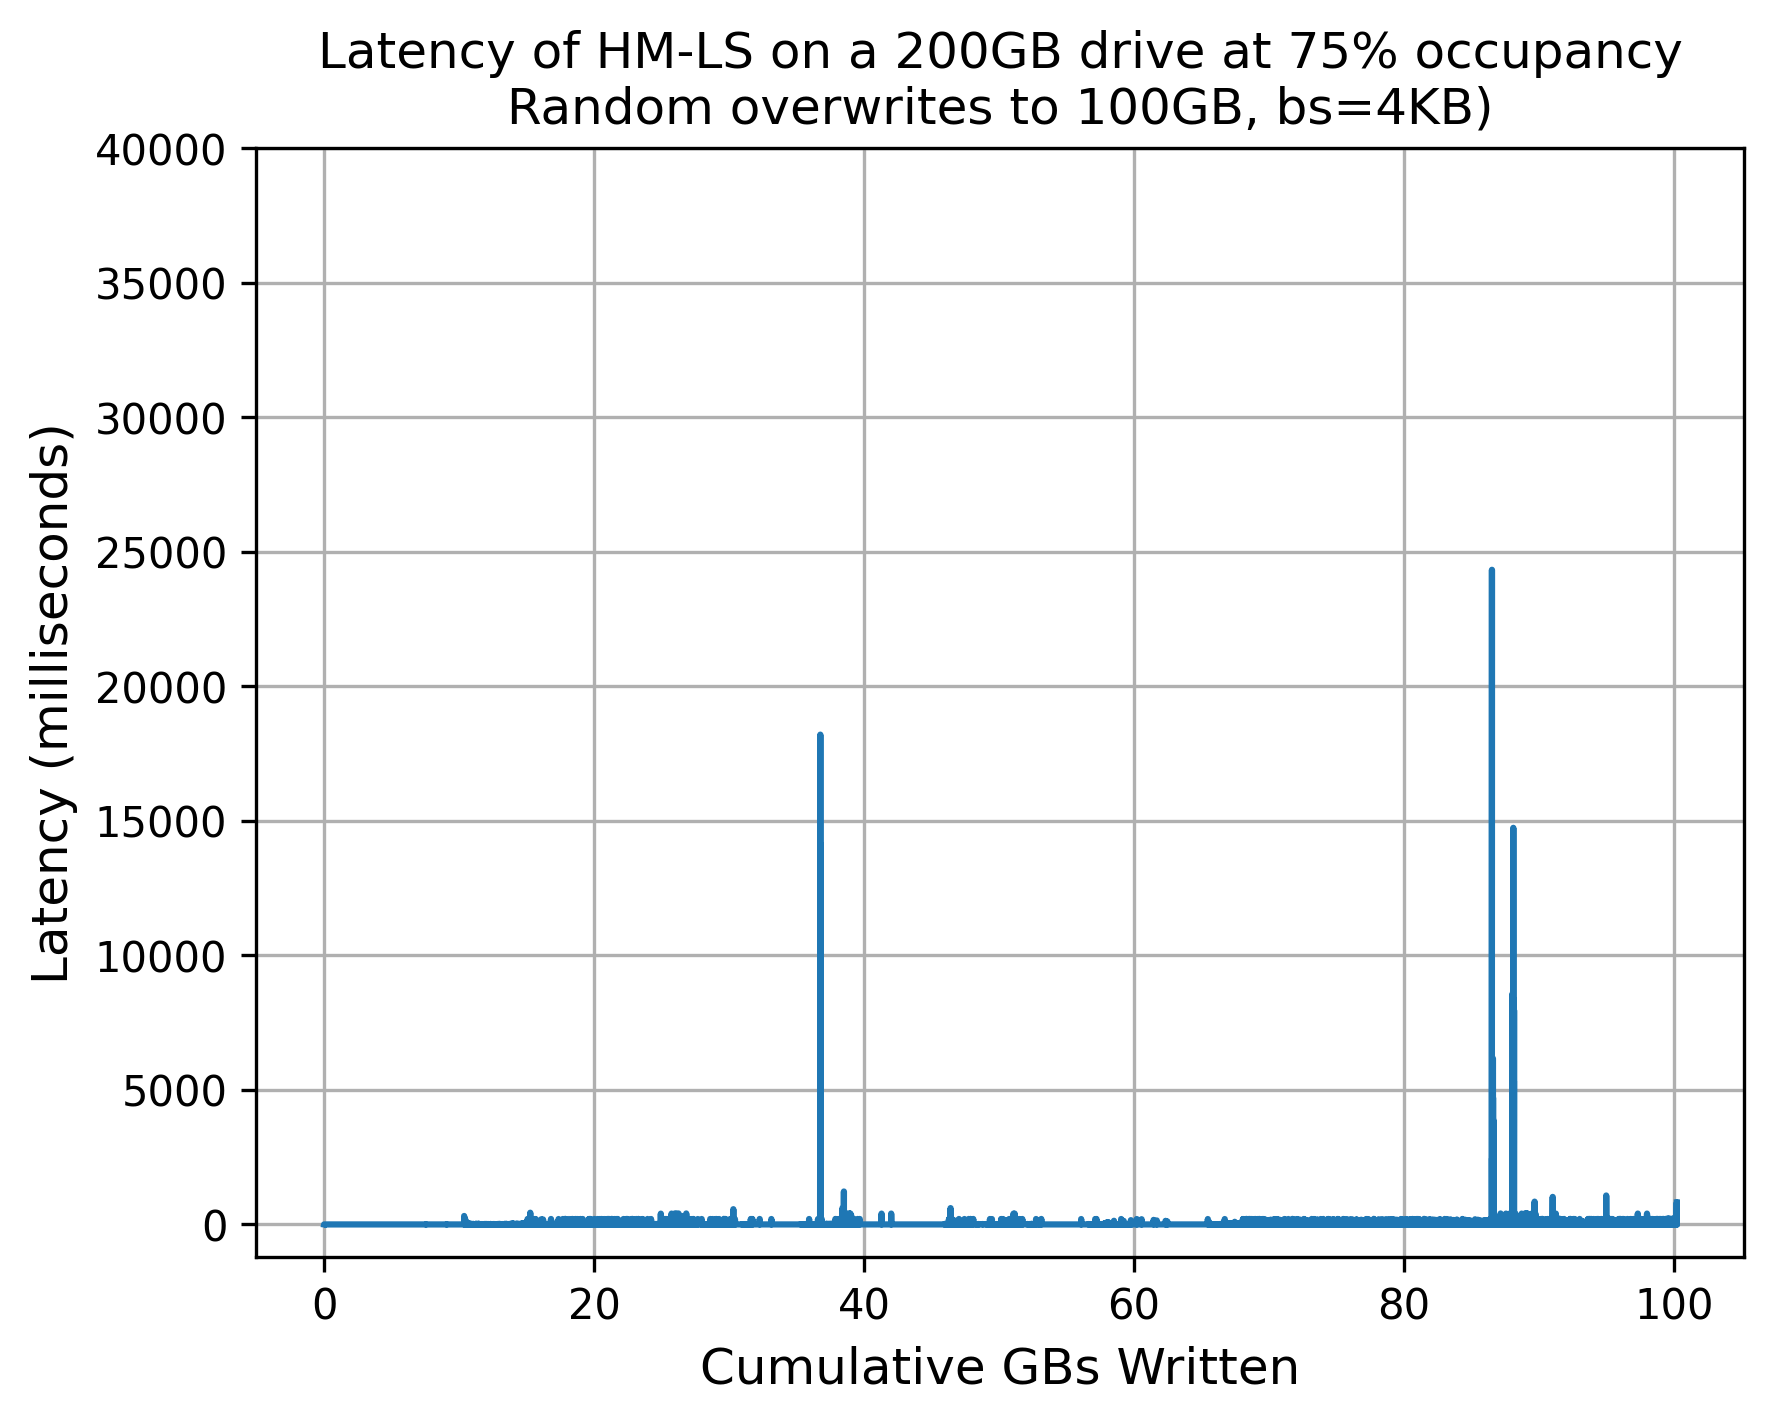 Latency of HM-LS on a 200GB drive at 75% occupancy
Random overwrites to 100GB, bs=4KB)
40000
35000
30000
25000
20000
15000
10000
5000
0
Latency (milliseconds)
0 20 40 60 80 100
Cumulative GBs Written